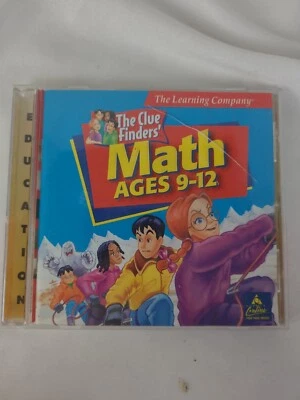 The Learning Company®
The Clue
Finders'
Math
AGES 9-12
EDUCATION